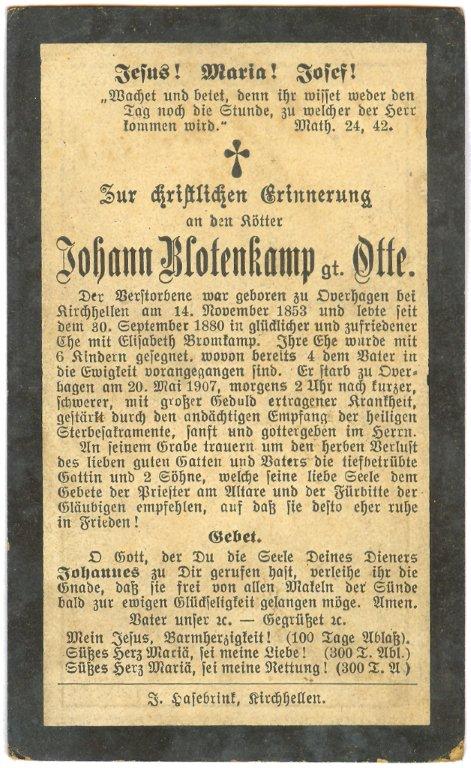 Jesus! Maria! Josef!
„Wachet und betet, denn ihr wisset weder den
Tag noch die Stunde, zu welcher der Herr
kommen wird.“ Math. 24, 42.
Zur christlichen Erinnerung
an den Kötter
Johann Blotenkamp gt. Otte.
Der Verstorbene war geboren zu Overhagen bei
Kirchhellen am 14. November 1853 und lebte seit
dem 30. September 1880 in glücklicher und zufriedener
Ehe mit Elisabeth Bromkamp. Ihre Ehe wurde mit
6 Kindern gesegnet, wovon bereits 4 dem Vater in
die Ewigkeit vorangegangen sind. Er starb zu Over-
hagen am 20. Mai 1907, morgens 2 Uhr nach kurzer,
schwerer, mit großer Geduld ertragener Krankheit,
gestärkt durch den andächtigen Empfang der heiligen
Sterbesakramente, sanft und gottergeben im Herrn.
An seinem Grabe trauern um den herben Verlust
des lieben guten Gatten und Vaters die tiefbetrübte
Gattin und 2 Söhne, welche seine liebe Seele dem
Gebete der Priester am Altare und der Fürbitte der
Gläubigen empfehlen, auf daß sie desto eher ruhe
in Frieden!
Gebet.
O Gott, der Du die Seele Deines Dieners
Johannes zu Dir gerufen hast, verleihe ihr die
Gnade, daß sie frei von allen Makeln der Sünde
bald zur ewigen Glückseligkeit gelangen möge. Amen.
Vater unser ꝛc. — Gegrüßet ꝛc.
Mein Jesus, Barmherzigkeit! (100 Tage Ablaß).
Süßes Herz Mariä, sei meine Liebe! (300 T. Abl.)
Süßes Herz Mariä, sei meine Rettung! (300 T. A)
J. Hasebrink, Kirchhellen.